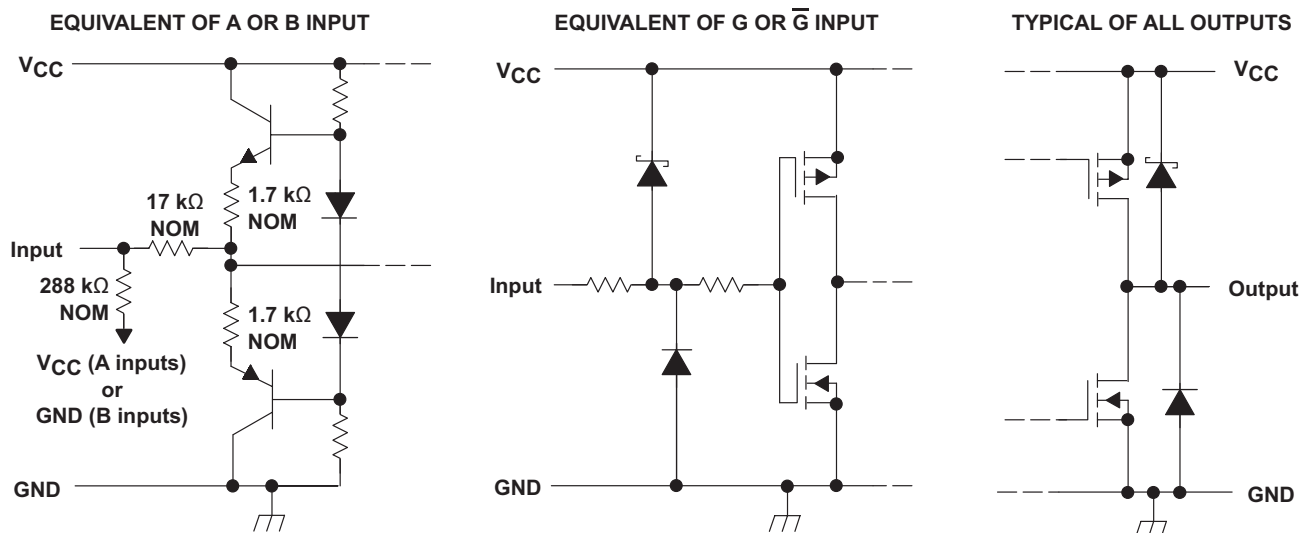 EQUIVALENT OF A OR B INPUT
VCC
17 kΩ
NOM
1.7 kΩ
NOM
Input
288 kΩ
NOM
1.7 kΩ
NOM
VCC (A inputs)
or
GND (B inputs)
GND
EQUIVALENT OF G OR G̅ INPUT
VCC
Input
GND
TYPICAL OF ALL OUTPUTS
VCC
Output
GND